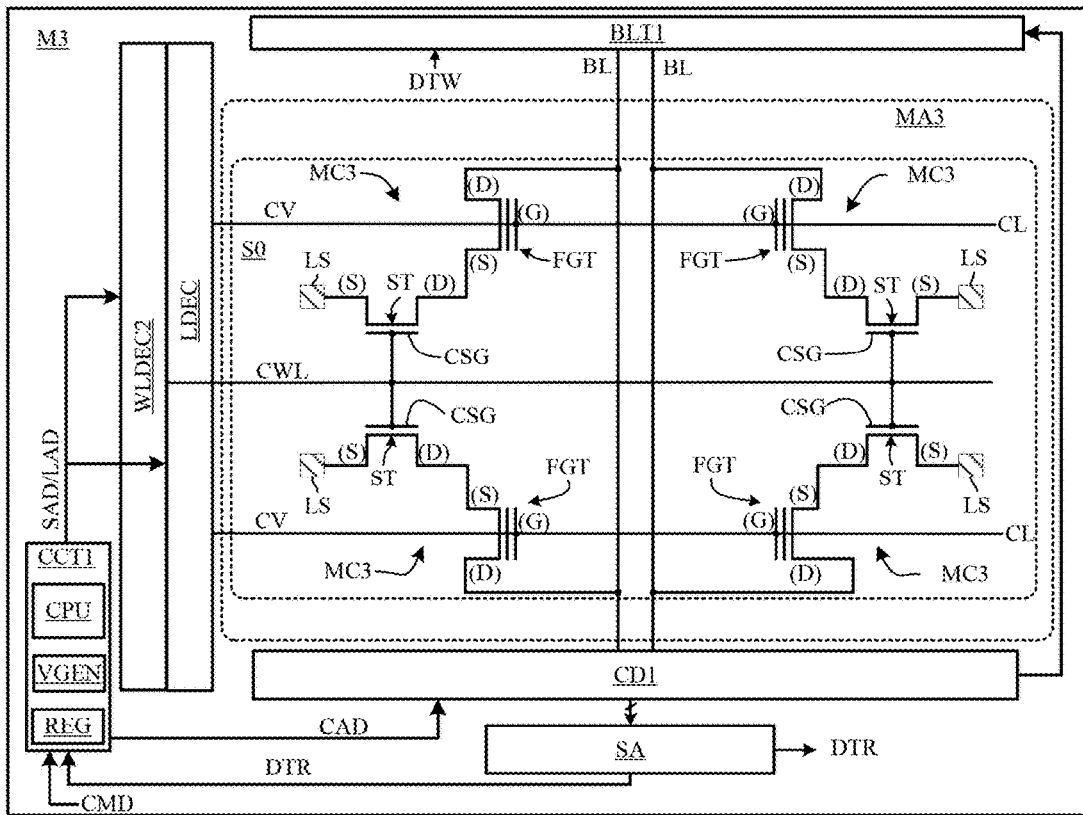 M3
BLT1
BL
BL
DTW
MA3
MC3
(D)
(D)
MC3
CV
(G)
(G)
CL
S0
(S)
FGT
FGT
(S)
LS
(S)
ST
(D)
(D)
ST
(S)
LS
CSG
CSG
LDEC
WLDEC2
CWL
CSG
CSG
(S)
ST
(D)
(D)
ST
(S)
LS
LS
FGT
FGT
(S)
(S)
SAD/LAD
CV
(G)
(G)
CL
MC3
(D)
(D)
MC3
CCT1
CPU
VGEN
REG
CD1
CAD
SA
DTR
DTR
CMD